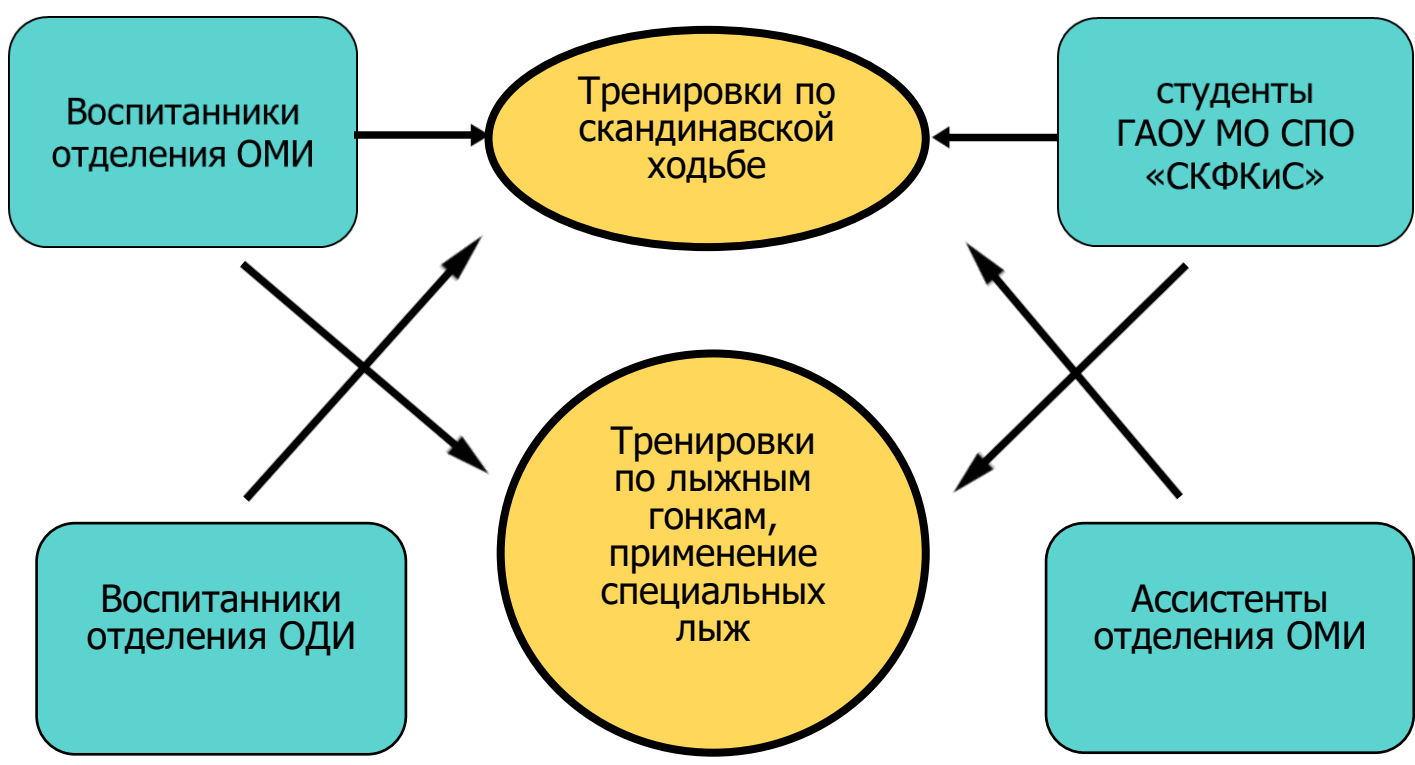 Воспитанники
отделения ОМИ
Тренировки по
скандинавской
ходьбе
студенты
ГАОУ МО СПО
«СКФКиС»
Тренировки
по лыжным
гонкам,
применение
специальных
лыж
Воспитанники
отделения ОДИ
Ассистенты
отделения ОМИ